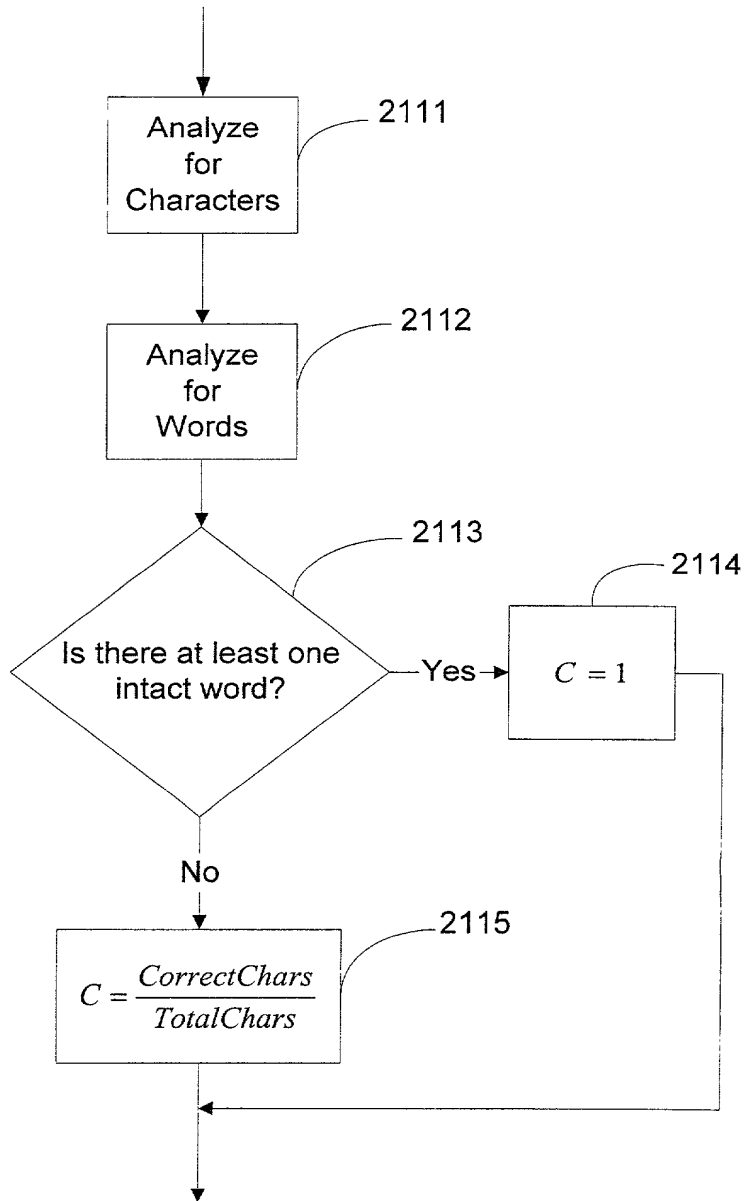 2111
Analyze
for
Characters
2112
Analyze
for
Words
2113
Is there at least one
intact word?
Yes
2114
C = 1
No
2115
C = CorrectChars / TotalChars